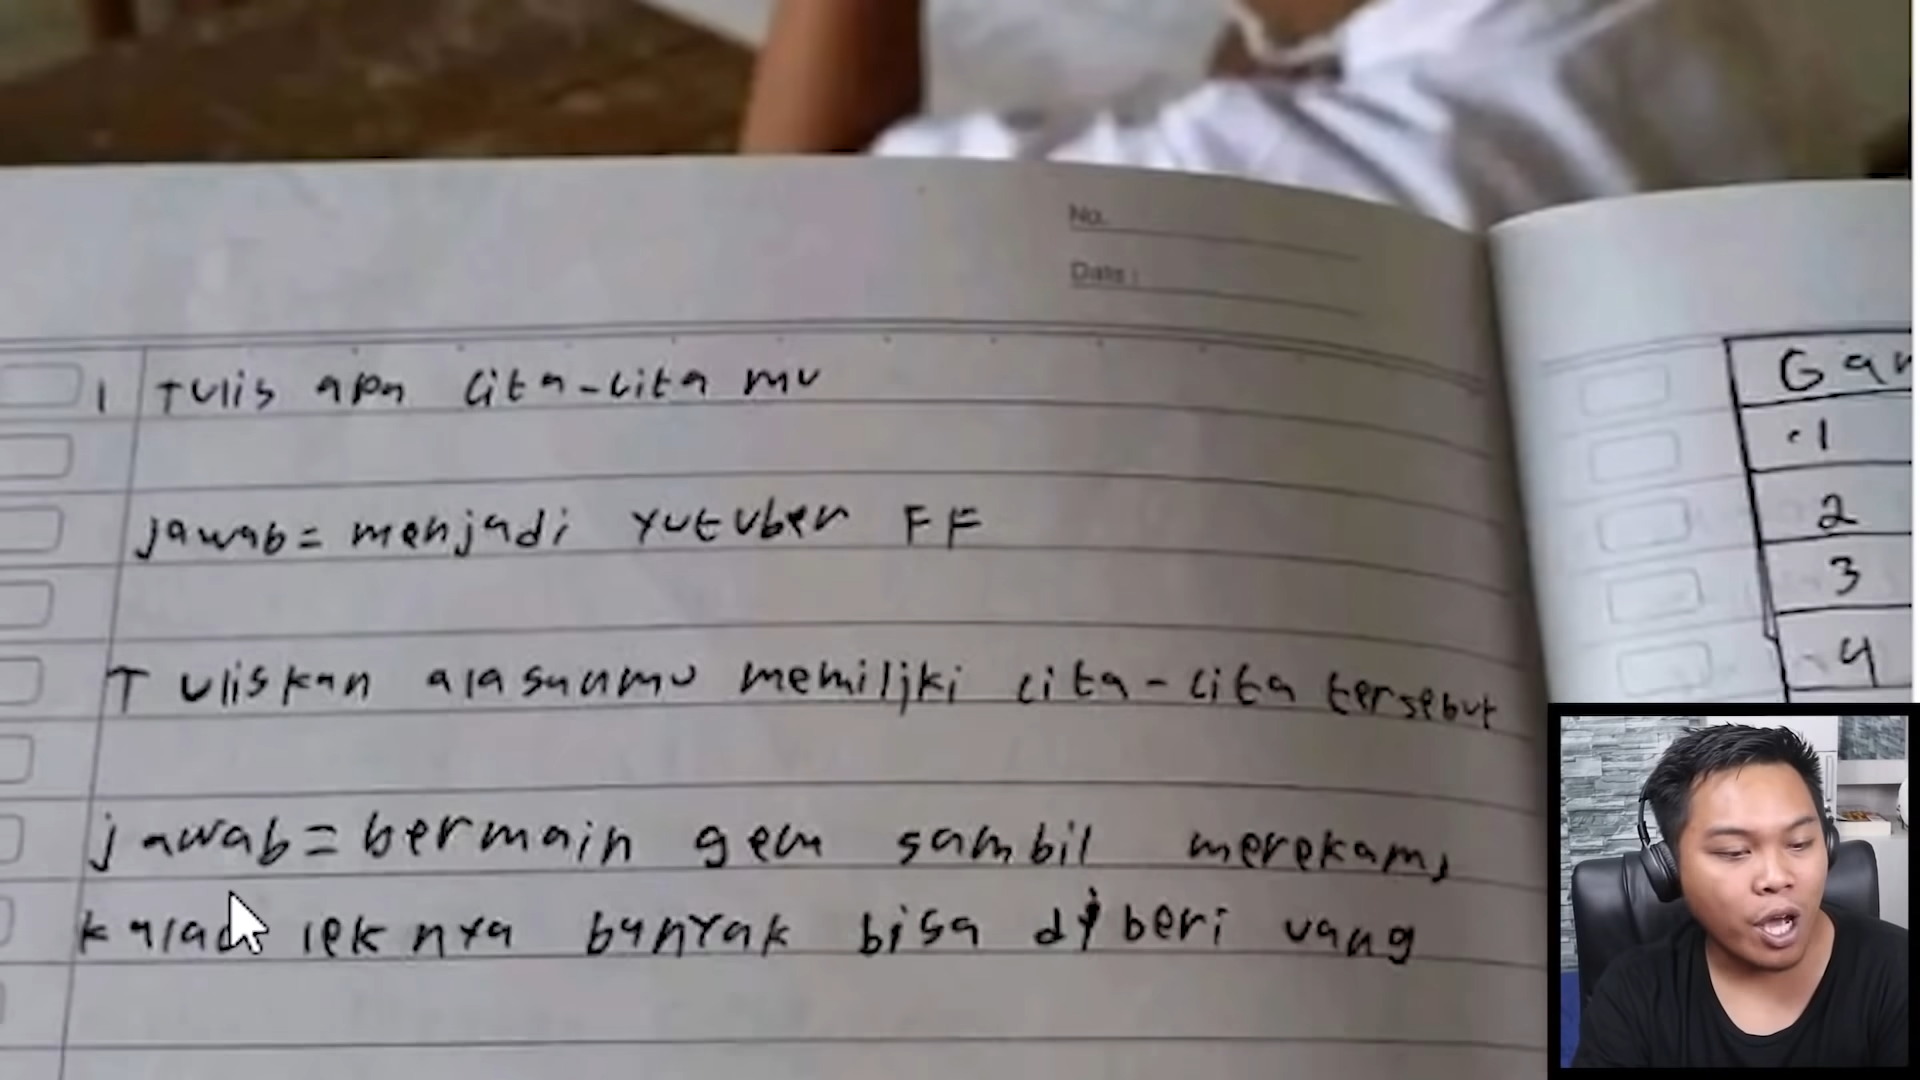 No.
Date :
1 Tulis apa cita-cita mu
jawab = menjadi yutuber FF
Tuliskan alasanmu memiliki cita-cita tersebut
jawab = bermain gem sambil merekam,
leknya banyak bisa diberi uang
Gam
1
2
3
4